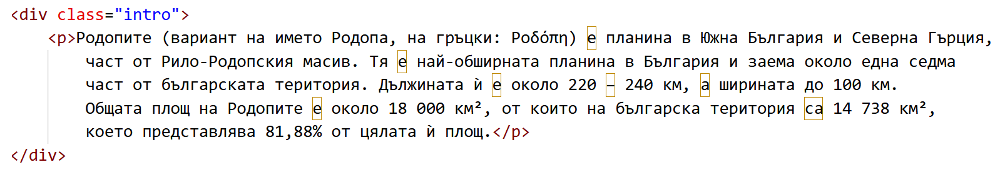 <div class="intro">
<p>Родопите (вариант на името Родопа, на гръцки: Ροδόπη) е планина в Южна България и Северна Гърция,
част от Рило-Родопския масив. Тя е най-обширната планина в България и заема около една седма
част от българската територия. Дължината ѝ е около 220 – 240 км, а ширината до 100 км.
Общата площ на Родопите е около 18 000 км², от които на българска територия са 14 738 км²,
което представлява 81,88% от цялата ѝ площ.</p>
</div>